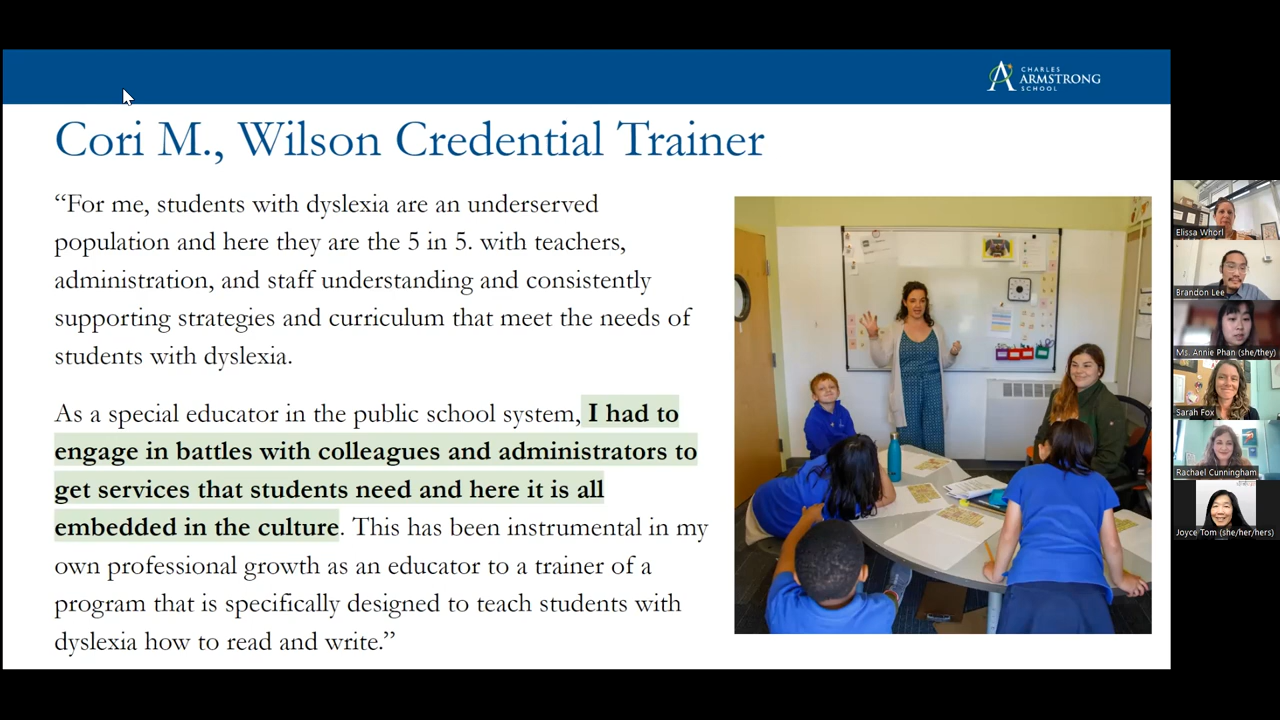 CHARLES
ARMSTRONG
SCHOOL
Cori M., Wilson Credential Trainer
“For me, students with dyslexia are an underserved
population and here they are the 5 in 5. with teachers,
administration, and staff understanding and consistently
supporting strategies and curriculum that meet the needs of
students with dyslexia.
As a special educator in the public school system, I had to
engage in battles with colleagues and administrators to
get services that students need and here it is all
embedded in the culture. This has been instrumental in my
own professional growth as an educator to a trainer of a
program that is specifically designed to teach students with
dyslexia how to read and write.”
Elissa Whorl
Brandon Lee
Ms. Annie Phan (she/they)
Sarah Fox
Rachael Cunningham
Joyce Tom (she/her/hers)